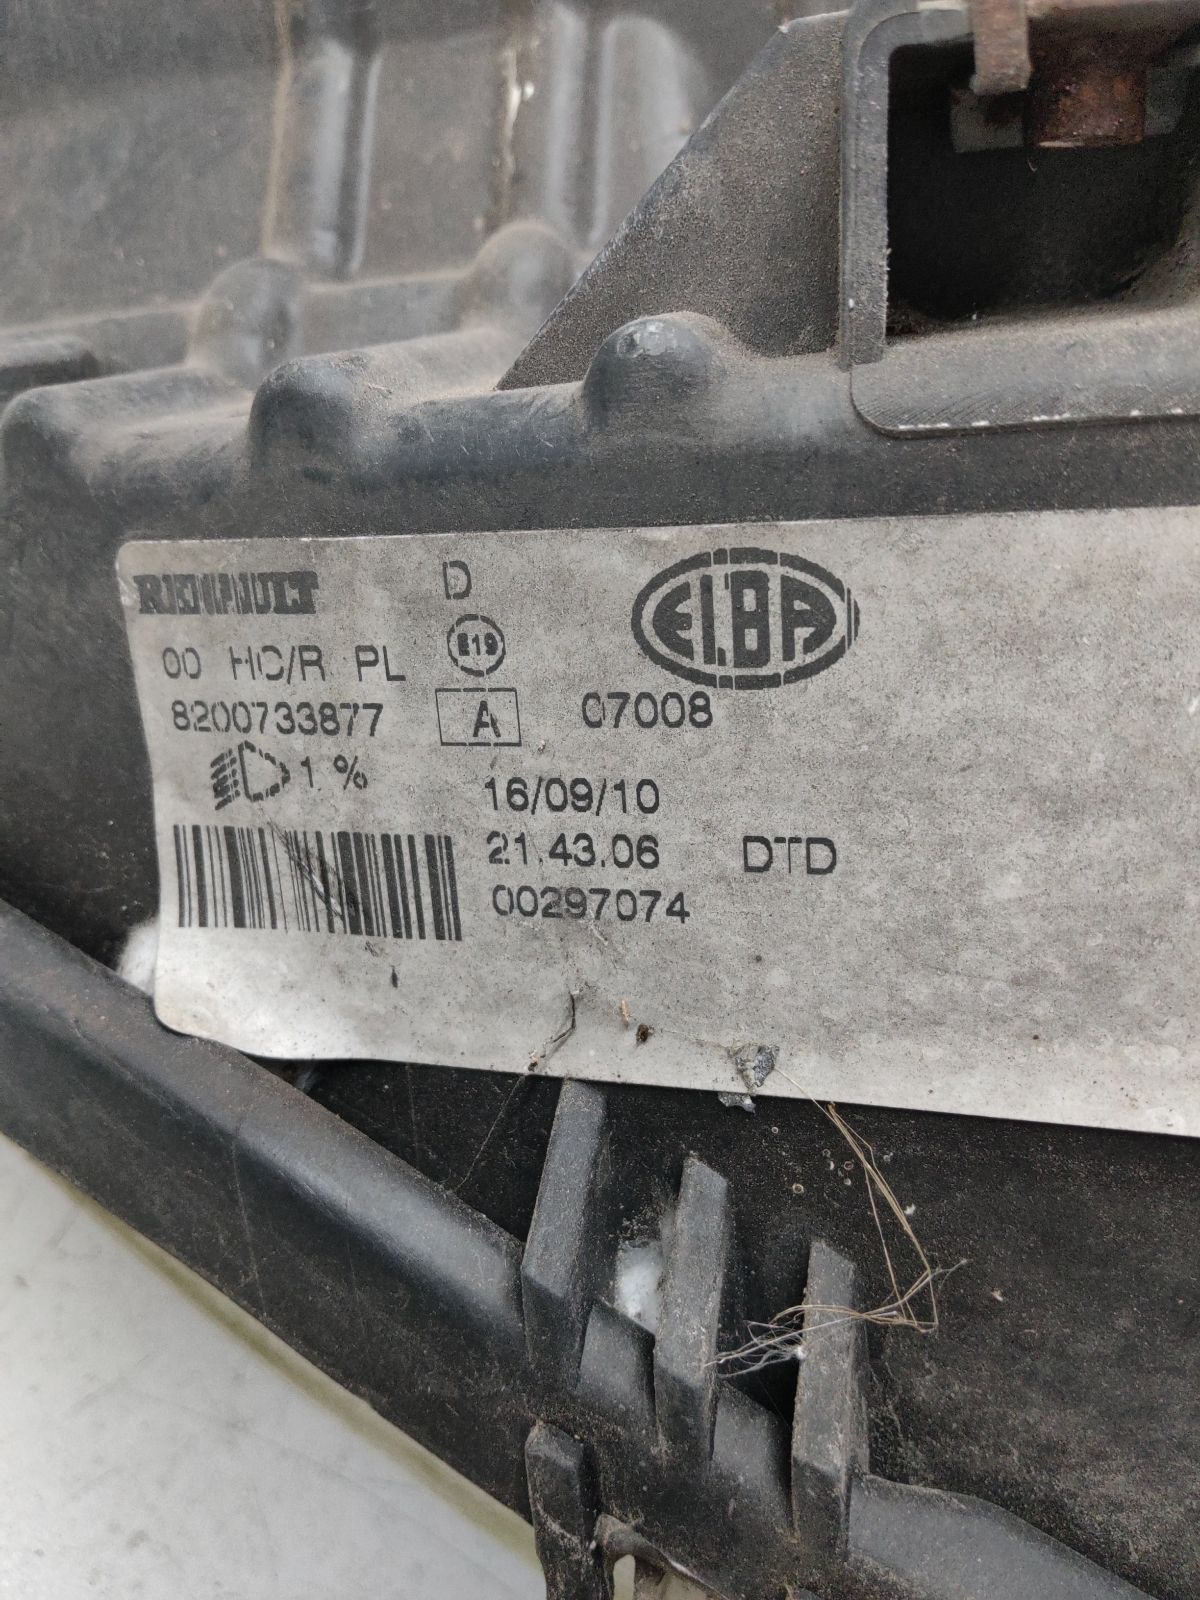 RENAULT D ELBA
00 HC/R PL E19
8200733877 A 07008
1 %
16/09/10
21.43.06 DTD
00297074